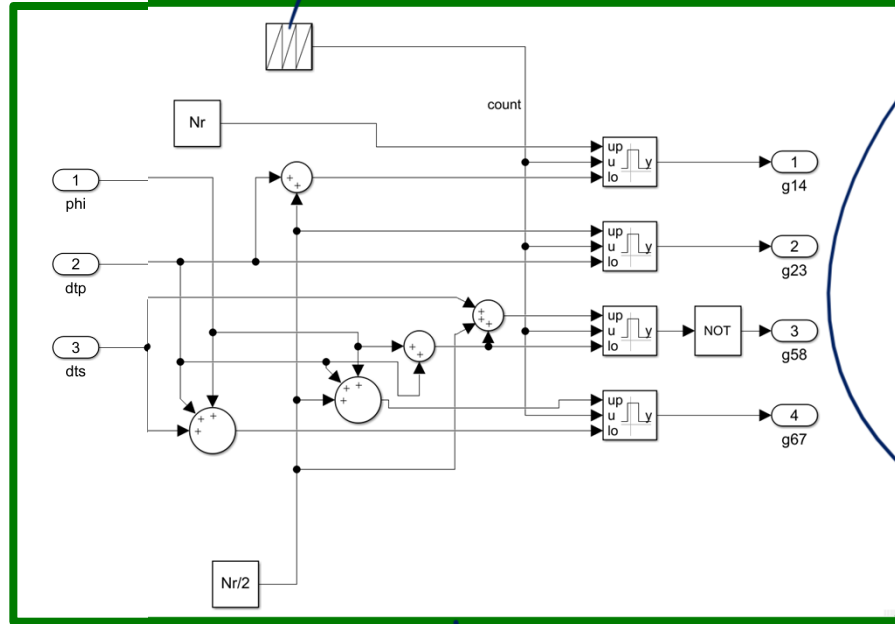 count
Nr
up
u
lo
y
1
g14
1
phi
+
+
up
u
lo
y
2
g23
2
dtp
up
u
lo
y
NOT
3
g58
+
+
+
3
dts
+
+
up
u
lo
y
4
g67
+
+
+
+
+
+
Nr/2